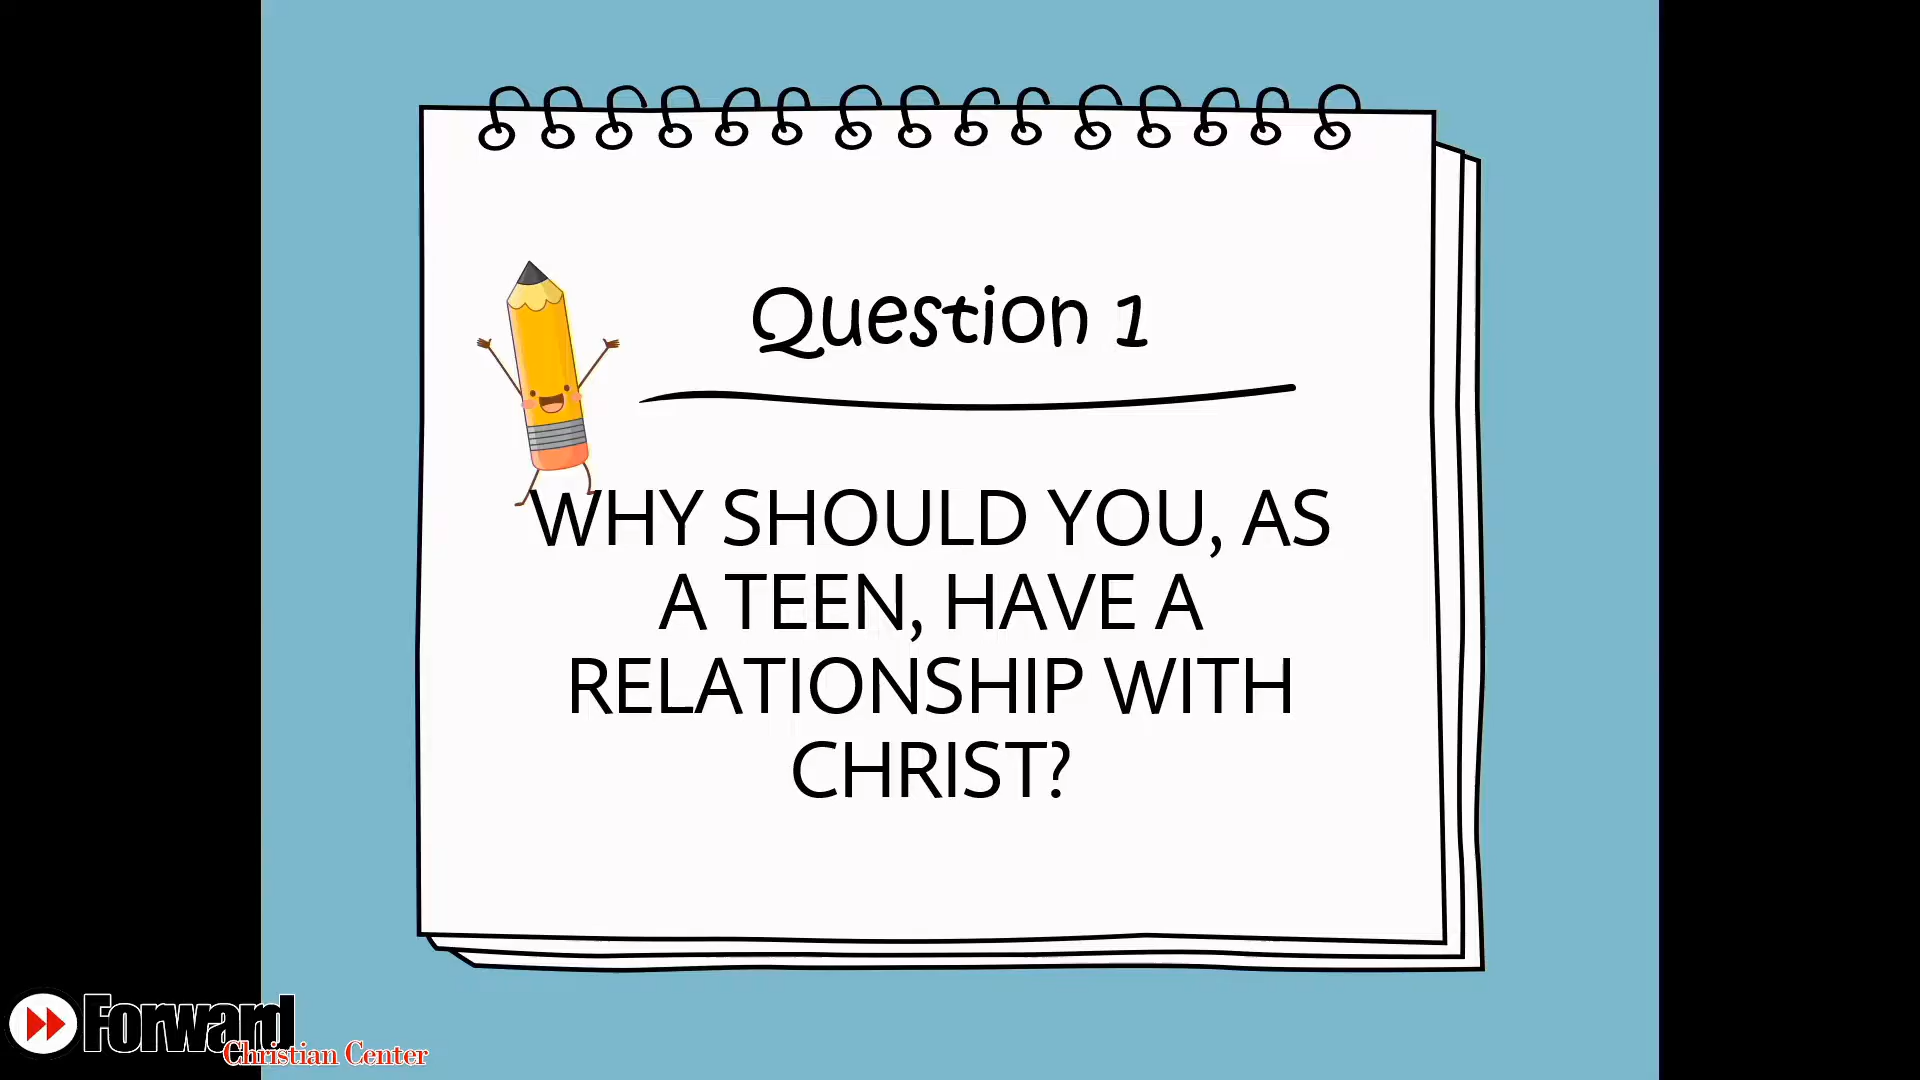 Question 1
WHY SHOULD YOU, AS
A TEEN, HAVE A
RELATIONSHIP WITH
CHRIST?
Forward
Christian Center